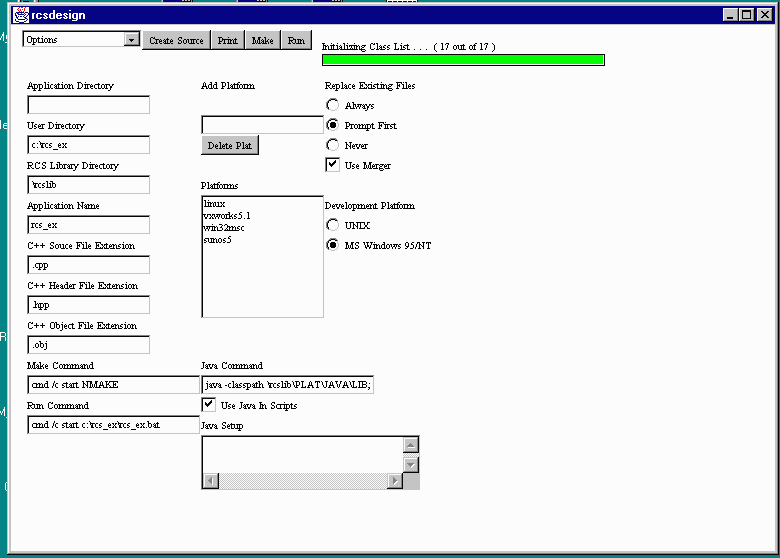 rcsdesign
Options
Create Source
Print
Make
Run
Initializing Class List . . . ( 17 out of 17 )
Application Directory
Add Platform
Replace Existing Files
Always
User Directory
Prompt First
c:\rcs_ex
Delete Plat
Never
RCS Library Directory
Use Merger
\rcslib
Platforms
linux
vxworks5.1
win32msc
sunos5
Application Name
Development Platform
rcs_ex
UNIX
C++ Souce File Extension
MS Windows 95/NT
.cpp
C++ Header File Extension
.hpp
C++ Object File Extension
.obj
Make Command
Java Command
cmd /c start NMAKE
java -classpath \rcslib\PLAT\JAVA\LIB;
Run Command
Use Java In Scripts
cmd /c start c:\rcs_ex\rcs_ex.bat
Java Setup